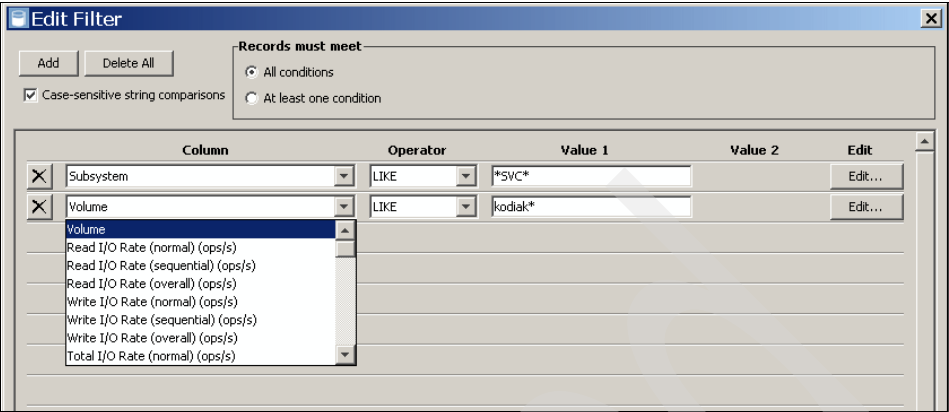 Edit Filter
Add Delete All
Records must meet
All conditions
Case-sensitive string comparisons
At least one condition
Column Operator Value 1 Value 2 Edit
Subsystem LIKE *SVC* Edit...
Volume LIKE kodiak* Edit...
Volume
Read I/O Rate (normal) (ops/s)
Read I/O Rate (sequential) (ops/s)
Read I/O Rate (overall) (ops/s)
Write I/O Rate (normal) (ops/s)
Write I/O Rate (sequential) (ops/s)
Write I/O Rate (overall) (ops/s)
Total I/O Rate (normal) (ops/s)